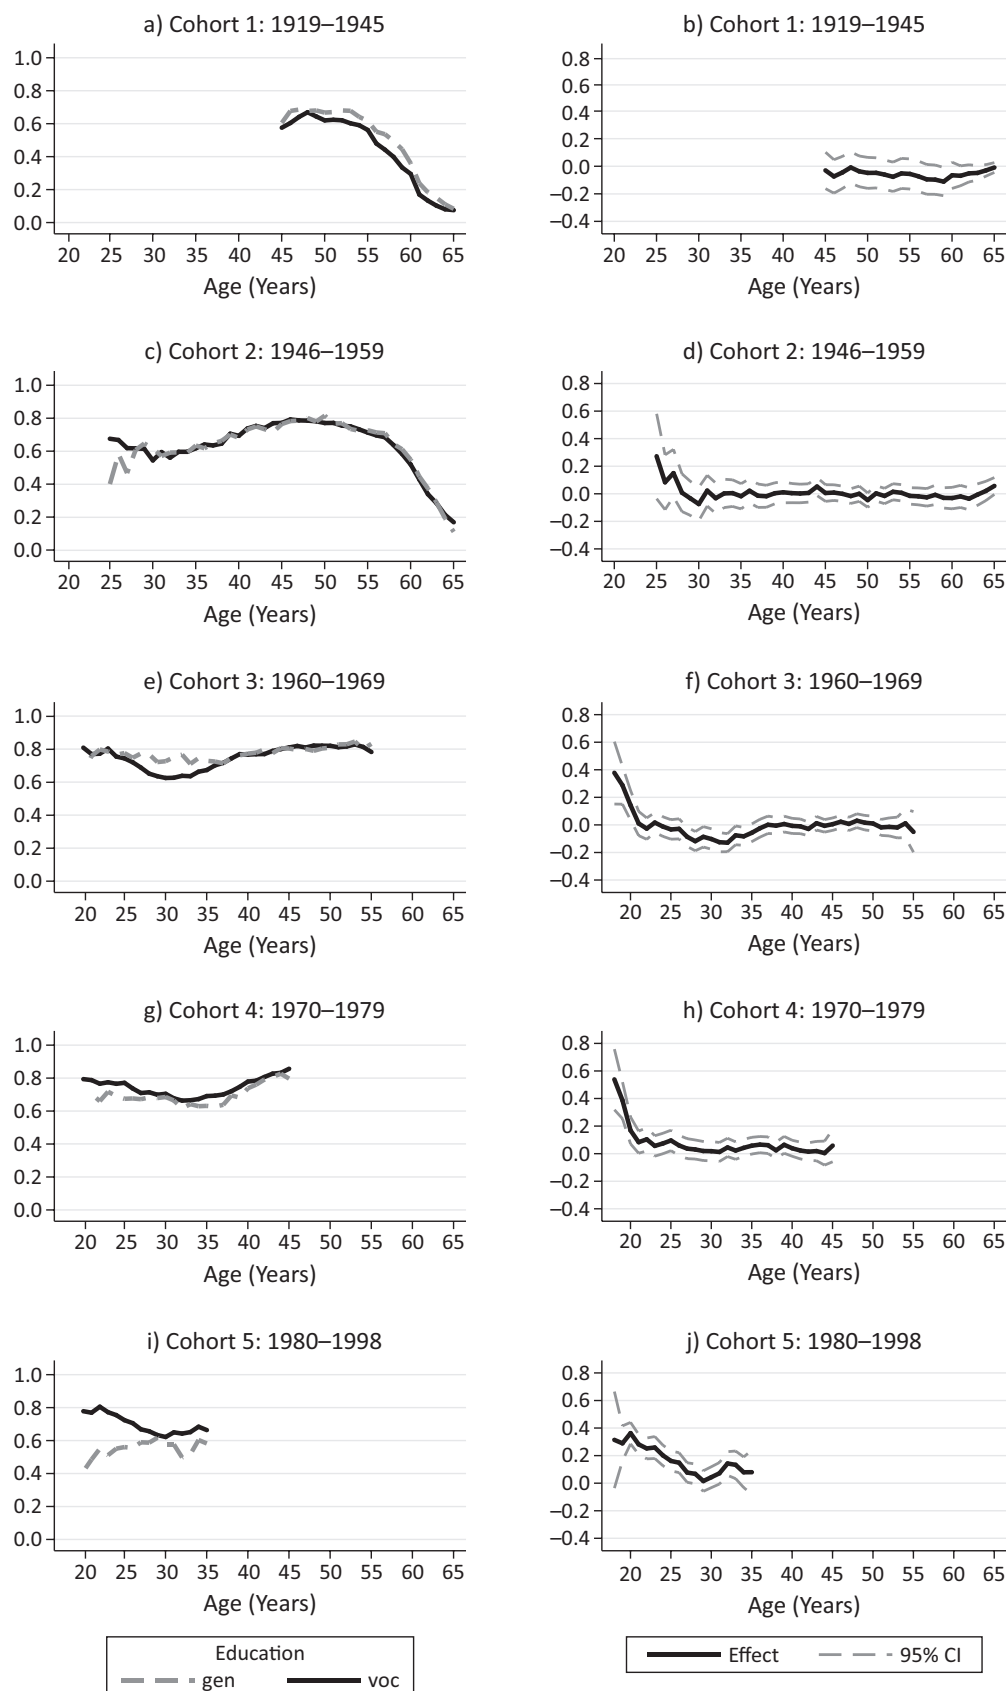 a) Cohort 1: 1919–1945
1.0
0.8
0.6
0.4
0.2
0.0
20 25 30 35 40 45 50 55 60 65
Age (Years)
b) Cohort 1: 1919–1945
0.8
0.6
0.4
0.2
0.0
−0.2
−0.4
20 25 30 35 40 45 50 55 60 65
Age (Years)
c) Cohort 2: 1946–1959
1.0
0.8
0.6
0.4
0.2
0.0
20 25 30 35 40 45 50 55 60 65
Age (Years)
d) Cohort 2: 1946–1959
0.8
0.6
0.4
0.2
0.0
−0.2
−0.4
20 25 30 35 40 45 50 55 60 65
Age (Years)
e) Cohort 3: 1960–1969
1.0
0.8
0.6
0.4
0.2
0.0
20 25 30 35 40 45 50 55 60 65
Age (Years)
f) Cohort 3: 1960–1969
0.8
0.6
0.4
0.2
0.0
−0.2
−0.4
20 25 30 35 40 45 50 55 60 65
Age (Years)
g) Cohort 4: 1970–1979
1.0
0.8
0.6
0.4
0.2
0.0
20 25 30 35 40 45 50 55 60 65
Age (Years)
h) Cohort 4: 1970–1979
0.8
0.6
0.4
0.2
0.0
−0.2
−0.4
20 25 30 35 40 45 50 55 60 65
Age (Years)
i) Cohort 5: 1980–1998
1.0
0.8
0.6
0.4
0.2
0.0
20 25 30 35 40 45 50 55 60 65
Age (Years)
j) Cohort 5: 1980–1998
0.8
0.6
0.4
0.2
0.0
−0.2
−0.4
20 25 30 35 40 45 50 55 60 65
Age (Years)
Education
gen voc
Effect 95% CI